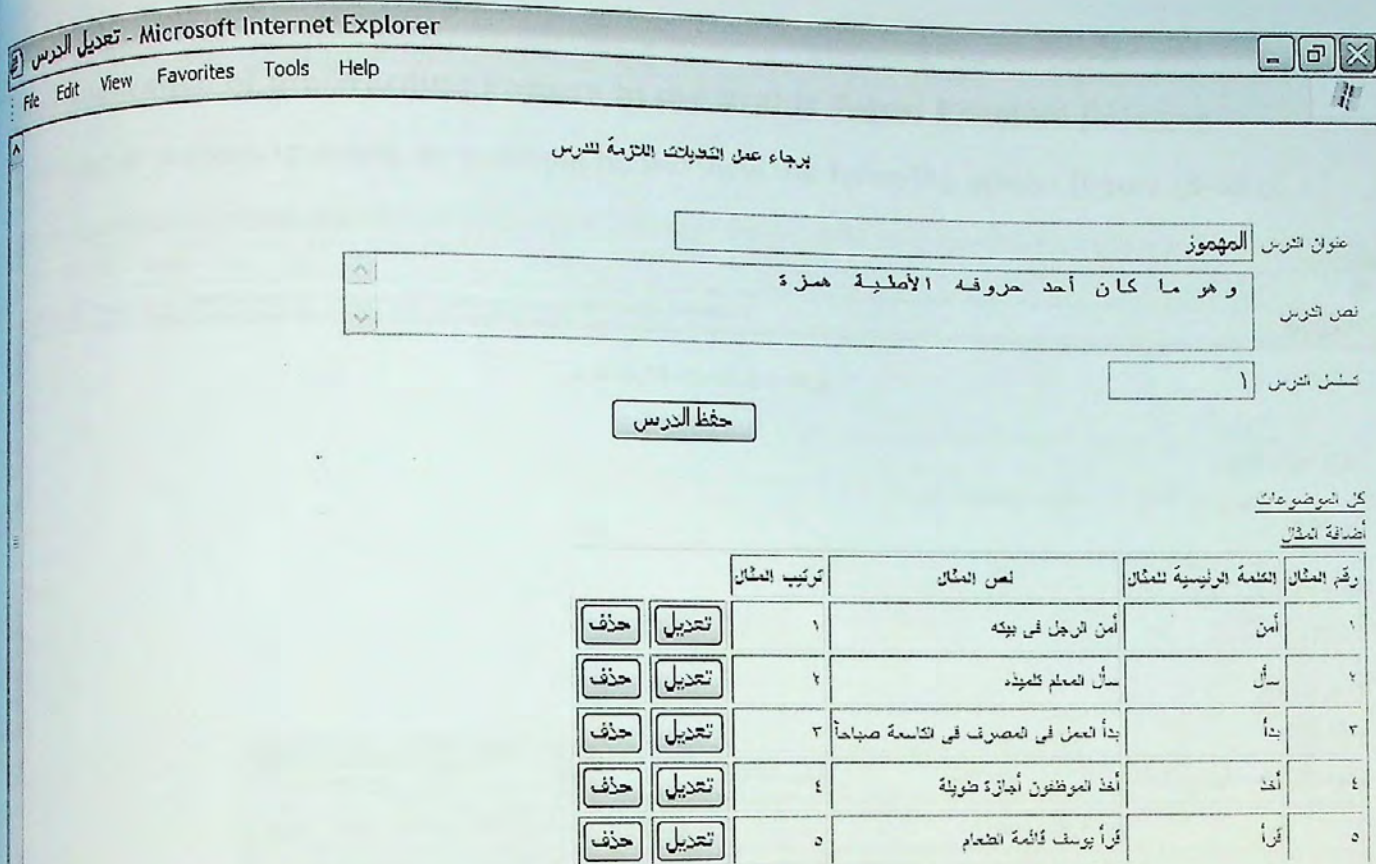 تعديل الدرس - Microsoft Internet Explorer
File Edit View Favorites Tools Help
برجاء عمل التعديلات اللازمة للدرس
عنوان الدرس المهموز
نص الدرس و هو ما كان أحد حروفه الأصلية همزة
تسلسل الدرس ١
حفظ الدرس
كل الموضوعات
أضافة المثال
رقم المثال الكلمة الرئيسية للمثال نص المثال ترتيب المثال
١ أمن أمن الرجل فى بيته ١ تعديل حذف
٢ سأل سأل المعلم تلميذه ٢ تعديل حذف
٣ بدأ بدأ العمل فى المصرف فى التاسعة صباحاً ٣ تعديل حذف
٤ أخذ أخذ الموظفون أجازة طويلة ٤ تعديل حذف
٥ قرأ قرأ يوسف قائمة الطعام ٥ تعديل حذف